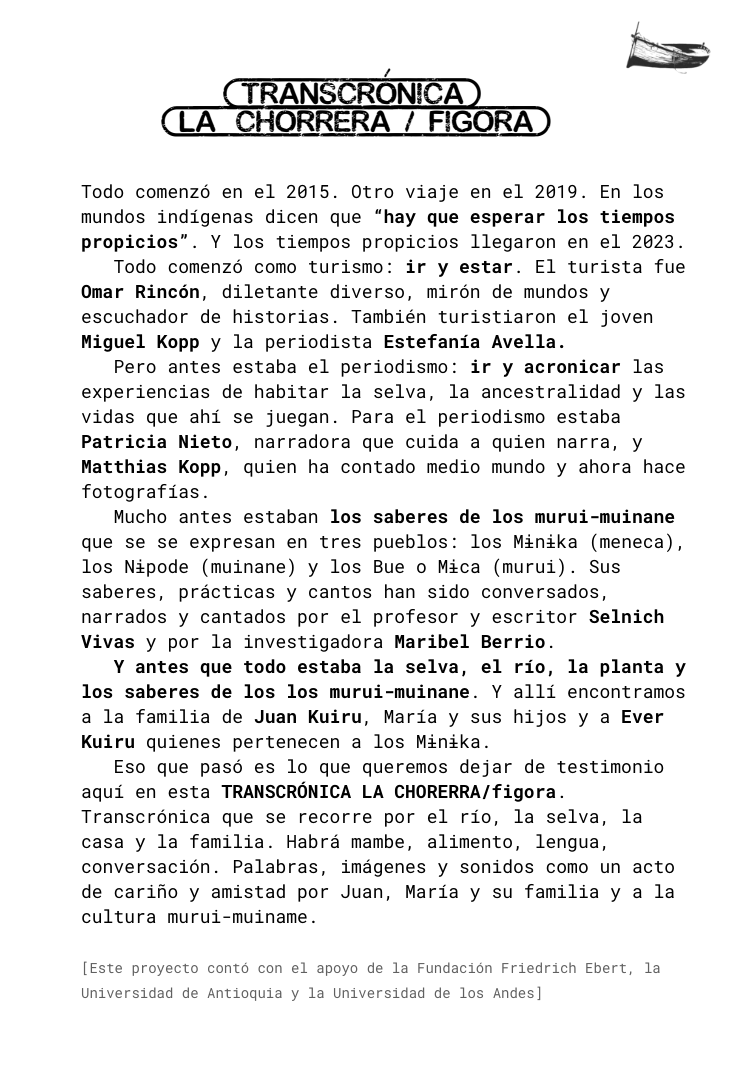 TRANSCRÓNICA
LA CHORRERA / FIGORA
Todo comenzó en el 2015. Otro viaje en el 2019. En los
mundos indígenas dicen que “hay que esperar los tiempos
propicios”. Y los tiempos propicios llegaron en el 2023.
Todo comenzó como turismo: ir y estar. El turista fue
Omar Rincón, diletante diverso, mirón de mundos y
escuchador de historias. También turistiaron el joven
Miguel Kopp y la periodista Estefanía Avella.
Pero antes estaba el periodismo: ir y acronicar las
experiencias de habitar la selva, la ancestralidad y las
vidas que ahí se juegan. Para el periodismo estaba
Patricia Nieto, narradora que cuida a quien narra, y
Matthias Kopp, quien ha contado medio mundo y ahora hace
fotografías.
Mucho antes estaban los saberes de los murui-muinane
que se se expresan en tres pueblos: los Mɨnɨka (meneca),
los Nɨpode (muinane) y los Bue o Mɨca (murui). Sus
saberes, prácticas y cantos han sido conversados,
narrados y cantados por el profesor y escritor Selnich
Vivas y por la investigadora Maribel Berrio.
Y antes que todo estaba la selva, el río, la planta y
los saberes de los los murui-muinane. Y allí encontramos
a la familia de Juan Kuiru, María y sus hijos y a Ever
Kuiru quienes pertenecen a los Mɨnɨka.
Eso que pasó es lo que queremos dejar de testimonio
aquí en esta TRANSCRÓNICA LA CHORERRA/figora.
Transcrónica que se recorre por el río, la selva, la
casa y la familia. Habrá mambe, alimento, lengua,
conversación. Palabras, imágenes y sonidos como un acto
de cariño y amistad por Juan, María y su familia y a la
cultura murui-muiname.
[Este proyecto contó con el apoyo de la Fundación Friedrich Ebert, la
Universidad de Antioquia y la Universidad de los Andes]